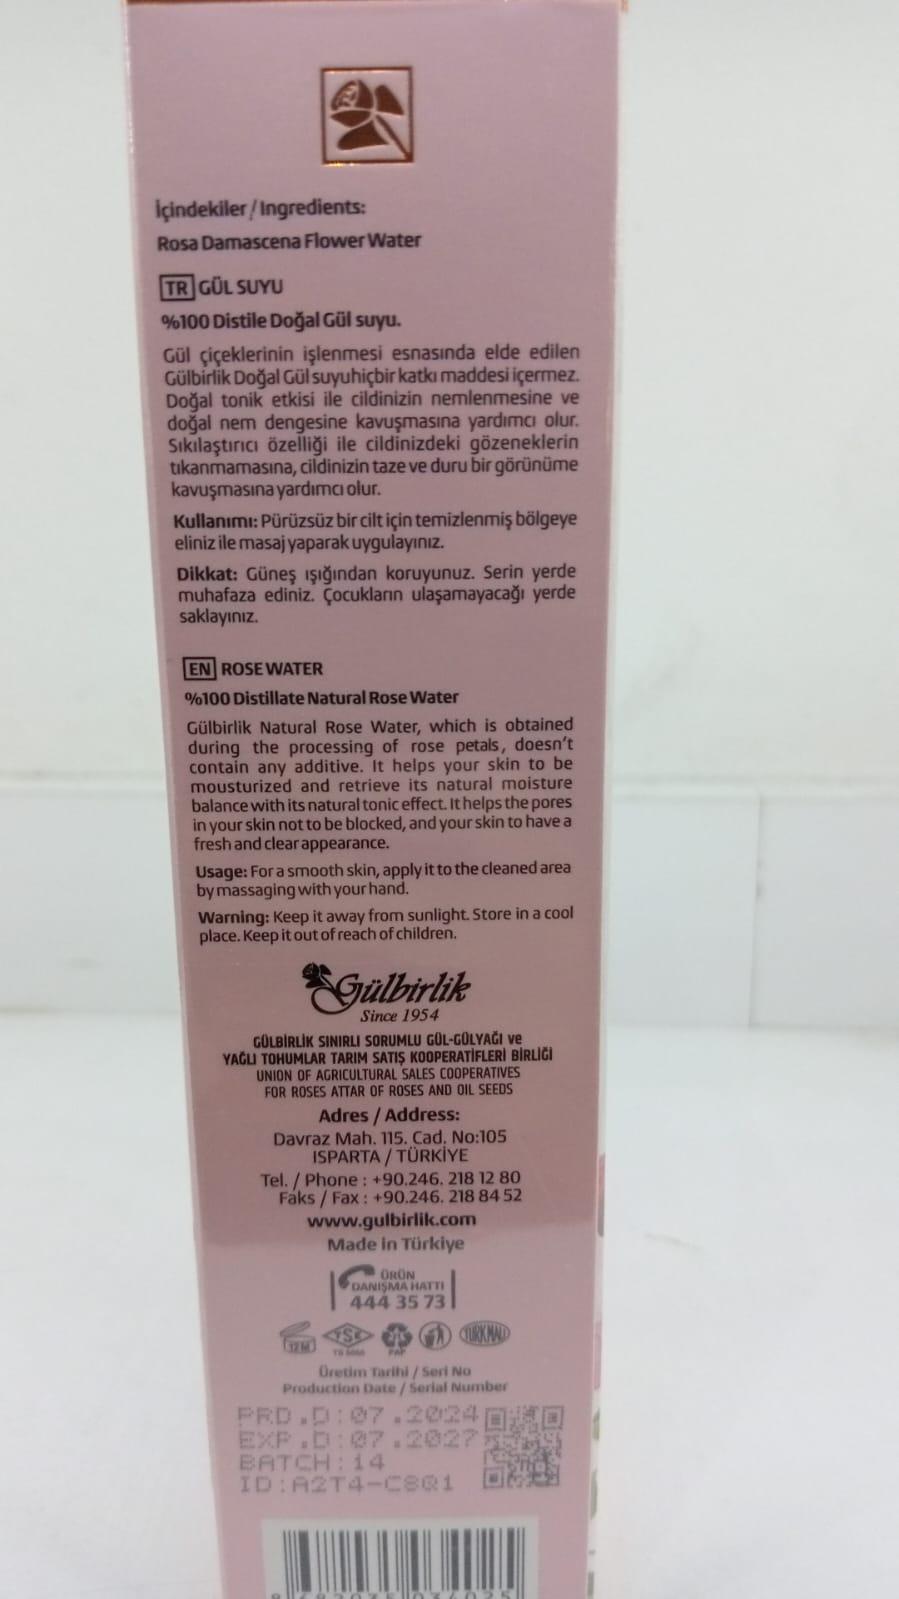 İçindekiler / Ingredients:
Rosa Damascena Flower Water
TR GÜL SUYU
%100 Distile Doğal Gül suyu.
Gül çiçeklerinin işlenmesi esnasında elde edilen
Gülbirlik Doğal Gül suyuhiçbir katkı maddesi içermez.
Doğal tonik etkisi ile cildinizin nemlenmesine ve
doğal nem dengesine kavuşmasına yardımcı olur.
Sıkılaştırıcı özelliği ile cildinizdeki gözeneklerin
tıkanmamasına, cildinizin taze ve duru bir görünüme
kavuşmasına yardımcı olur.
Kullanımı: Pürüzsüz bir cilt için temizlenmiş bölgeye
eliniz ile masaj yaparak uygulayınız.
Dikkat: Güneş ışığından koruyunuz. Serin yerde
muhafaza ediniz. Çocukların ulaşamayacağı yerde
saklayınız.
EN ROSE WATER
%100 Distillate Natural Rose Water
Gülbirlik Natural Rose Water, which is obtained
during the processing of rose petals, doesn't
contain any additive. It helps your skin to be
mousturized and retrieve its natural moisture
balance with its natural tonic effect. It helps the pores
in your skin not to be blocked, and your skin to have a
fresh and clear appearance.
Usage: For a smooth skin, apply it to the cleaned area
by massaging with your hand.
Warning: Keep it away from sunlight. Store in a cool
place. Keep it out of reach of children.
Gülbirlik
Since 1954
GÜLBİRLİK SINIRLI SORUMLU GÜL-GÜLYAĞI ve
YAĞLI TOHUMLAR TARIM SATIŞ KOOPERATİFLERİ BİRLİĞİ
UNION OF AGRICULTURAL SALES COOPERATIVES
FOR ROSES ATTAR OF ROSES AND OIL SEEDS
Adres / Address:
Davraz Mah. 115. Cad. No:105
ISPARTA / TÜRKİYE
Tel. / Phone : +90.246. 218 12 80
Faks / Fax : +90.246. 218 84 52
www.gulbirlik.com
Made in Türkiye
ÜRÜN
DANIŞMA HATTI
444 35 73
12M TSE PAP TÜRK MALI
Üretim Tarihi / Seri No
Production Date / Serial Number
PRD.D:07.2024
EXP.D:07.2027
BATCH:14
ID:A2T4-C8Q1